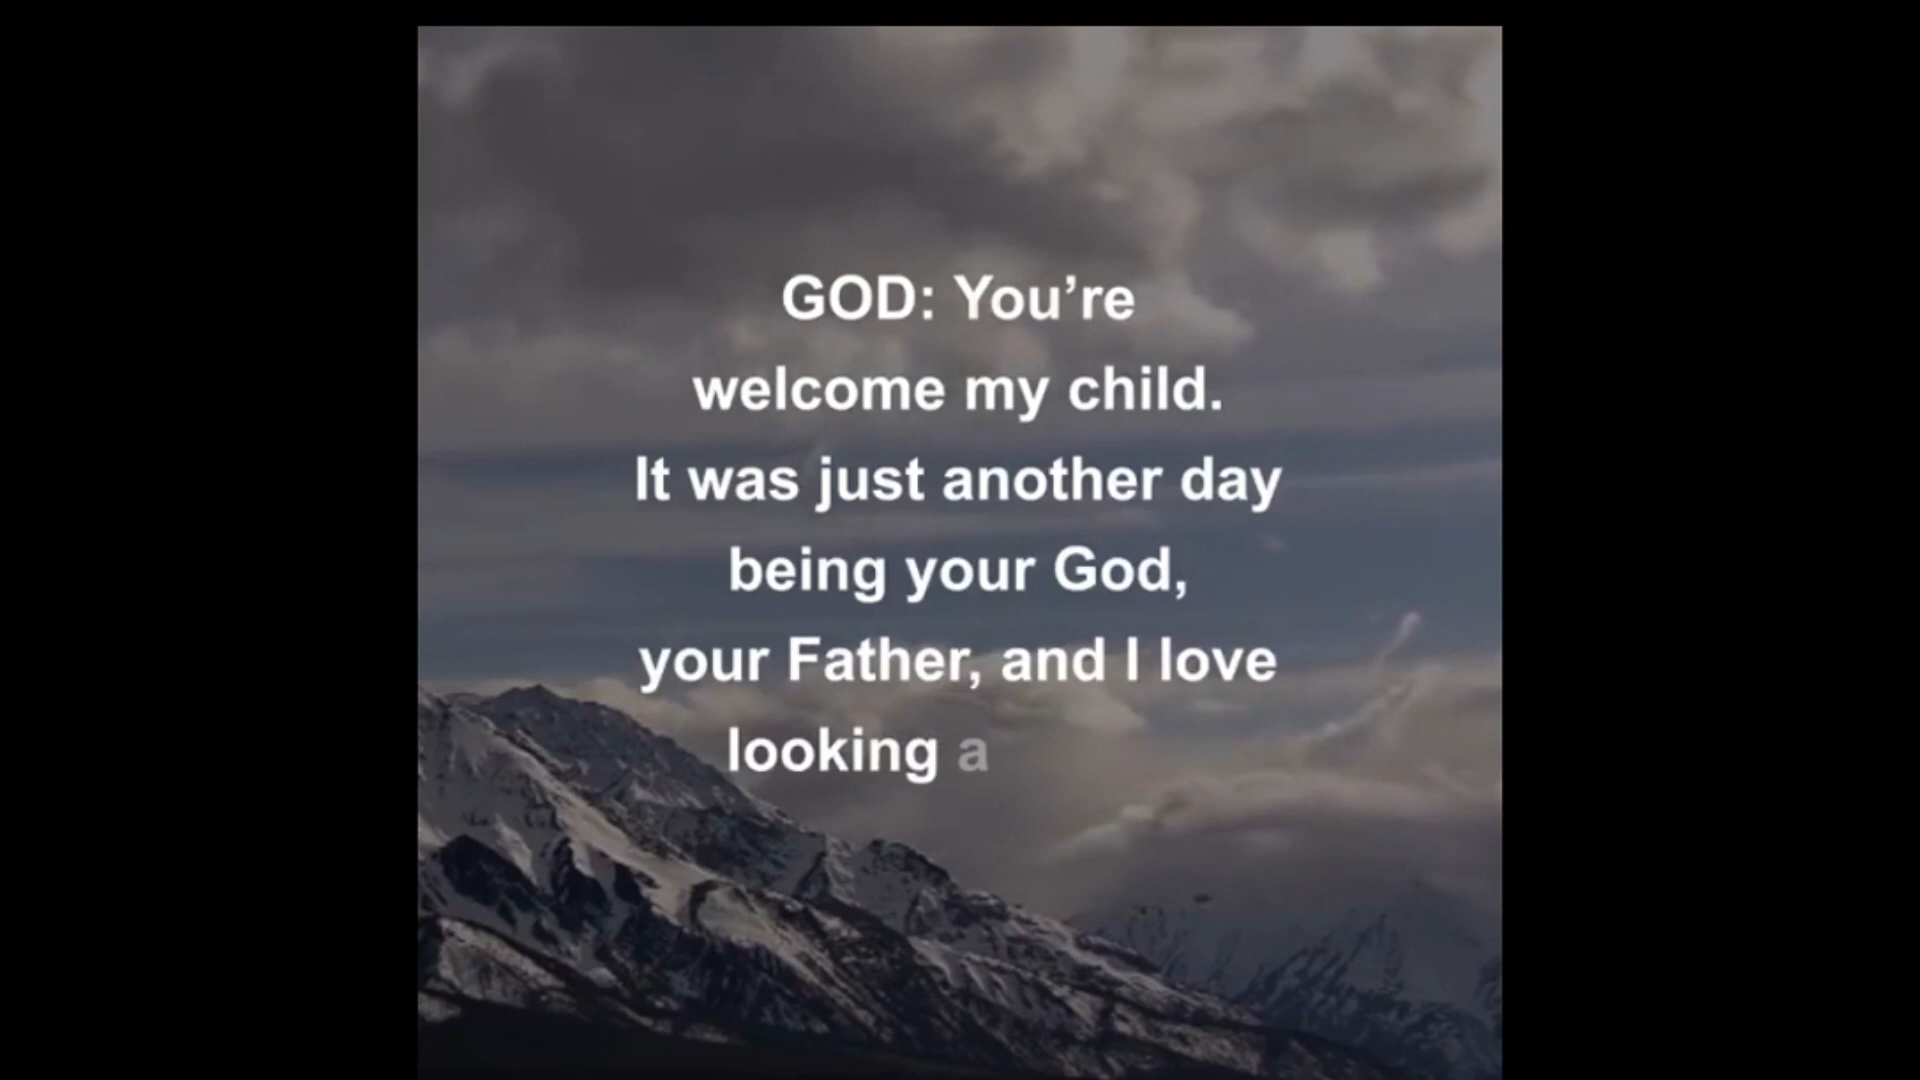 GOD: You’re
welcome my child.
It was just another day
being your God,
your Father, and I love
looking a